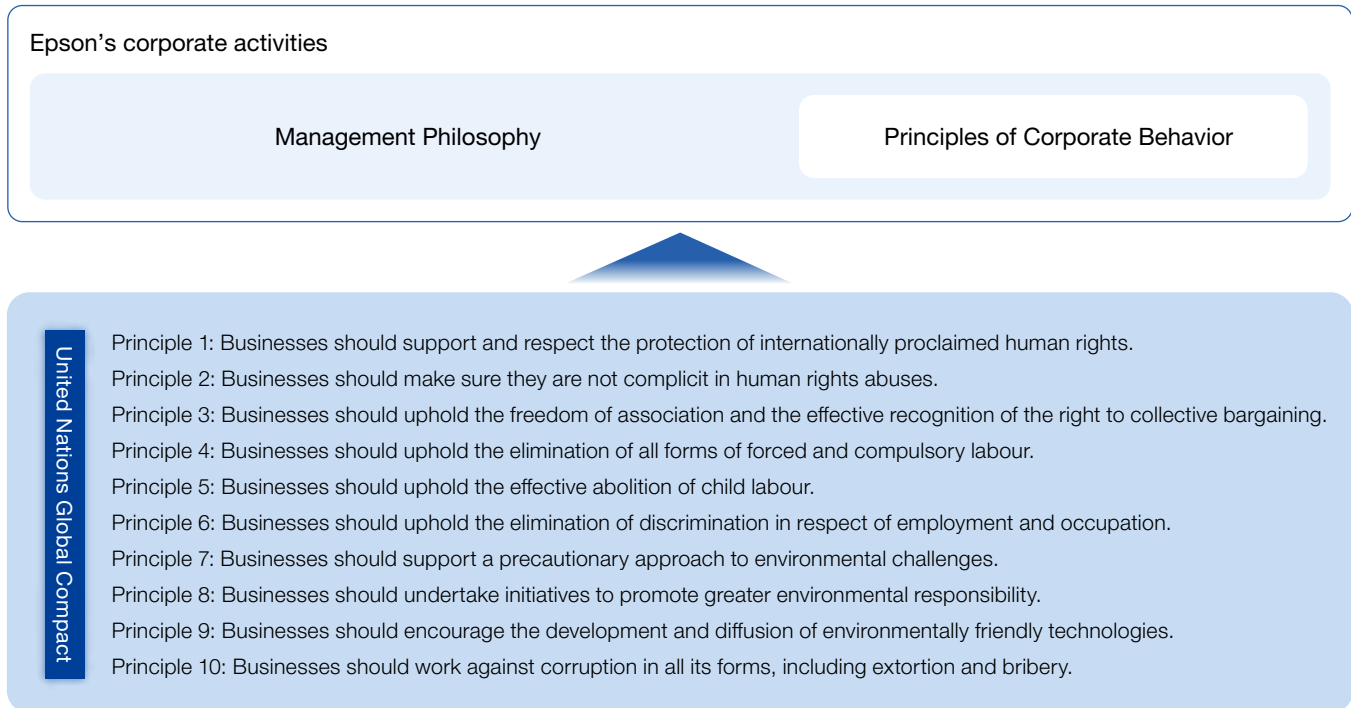 Epson’s corporate activities
Management Philosophy
Principles of Corporate Behavior
United Nations Global Compact
Principle 1: Businesses should support and respect the protection of internationally proclaimed human rights.
Principle 2: Businesses should make sure they are not complicit in human rights abuses.
Principle 3: Businesses should uphold the freedom of association and the effective recognition of the right to collective bargaining.
Principle 4: Businesses should uphold the elimination of all forms of forced and compulsory labour.
Principle 5: Businesses should uphold the effective abolition of child labour.
Principle 6: Businesses should uphold the elimination of discrimination in respect of employment and occupation.
Principle 7: Businesses should support a precautionary approach to environmental challenges.
Principle 8: Businesses should undertake initiatives to promote greater environmental responsibility.
Principle 9: Businesses should encourage the development and diffusion of environmentally friendly technologies.
Principle 10: Businesses should work against corruption in all its forms, including extortion and bribery.